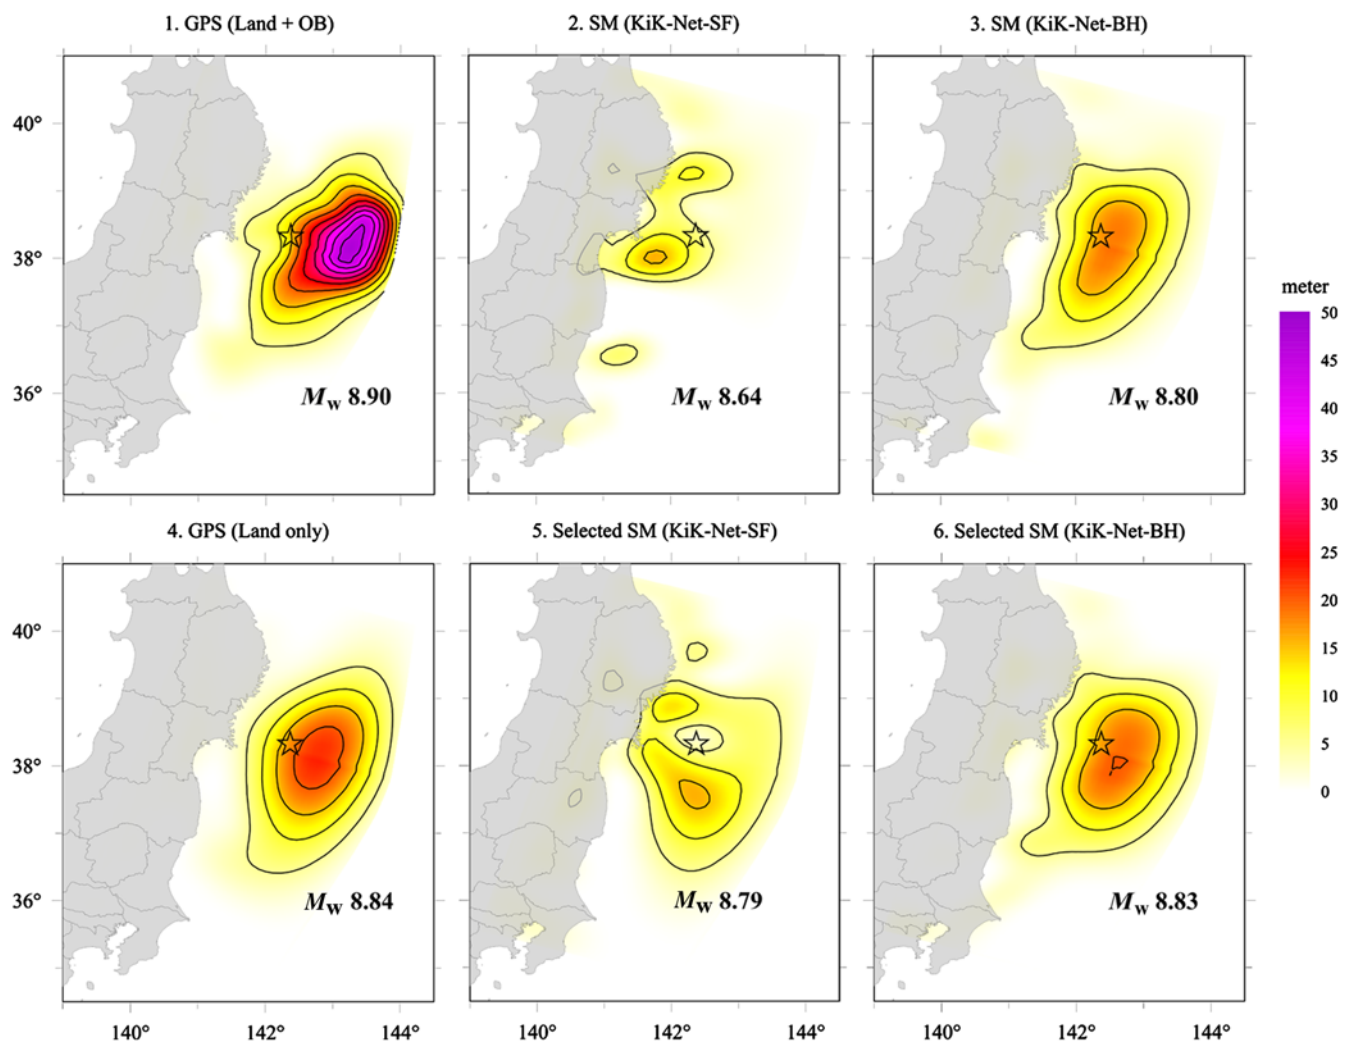 1. GPS (Land + OB)
2. SM (KiK-Net-SF)
3. SM (KiK-Net-BH)
40°
38°
36°
Mw 8.90
Mw 8.64
Mw 8.80
meter
50
45
40
35
30
25
20
15
10
5
0
4. GPS (Land only)
5. Selected SM (KiK-Net-SF)
6. Selected SM (KiK-Net-BH)
40°
38°
36°
Mw 8.84
Mw 8.79
Mw 8.83
140° 142° 144° 140° 142° 144° 140° 142° 144°